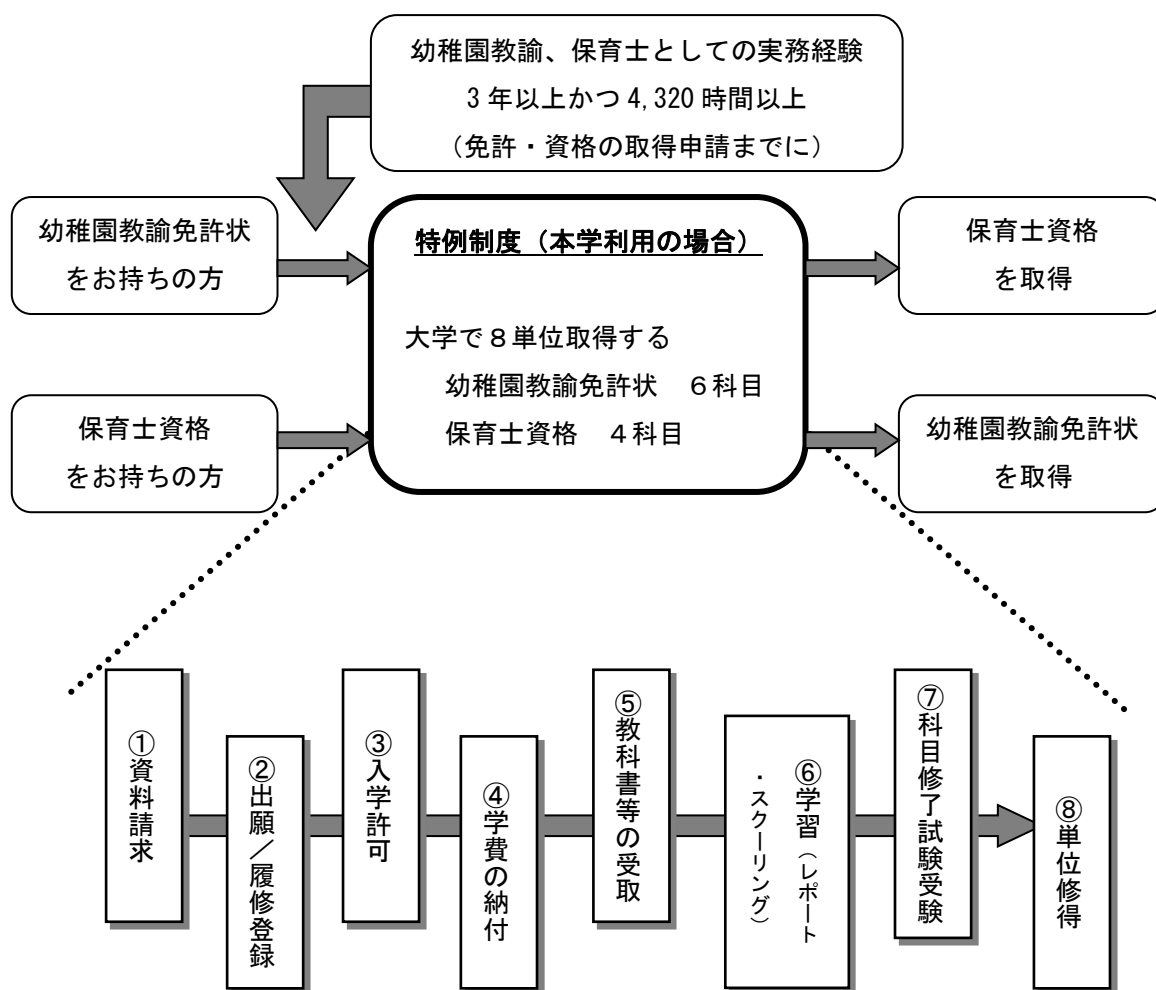 幼稚園教諭、保育士としての実務経験
3年以上かつ4,320時間以上
（免許・資格の取得申請までに）
幼稚園教諭免許状
をお持ちの方
特例制度（本学利用の場合）
保育士資格
を取得
大学で８単位取得する
幼稚園教諭免許状　６科目
保育士資格　４科目
保育士資格
をお持ちの方
幼稚園教諭免許状
を取得
①資料請求
②出願／履修登録
③入学許可
④学費の納付
⑤教科書等の受取
⑥学習（レポート
・スクーリング）
⑦科目修了試験受験
⑧単位修得